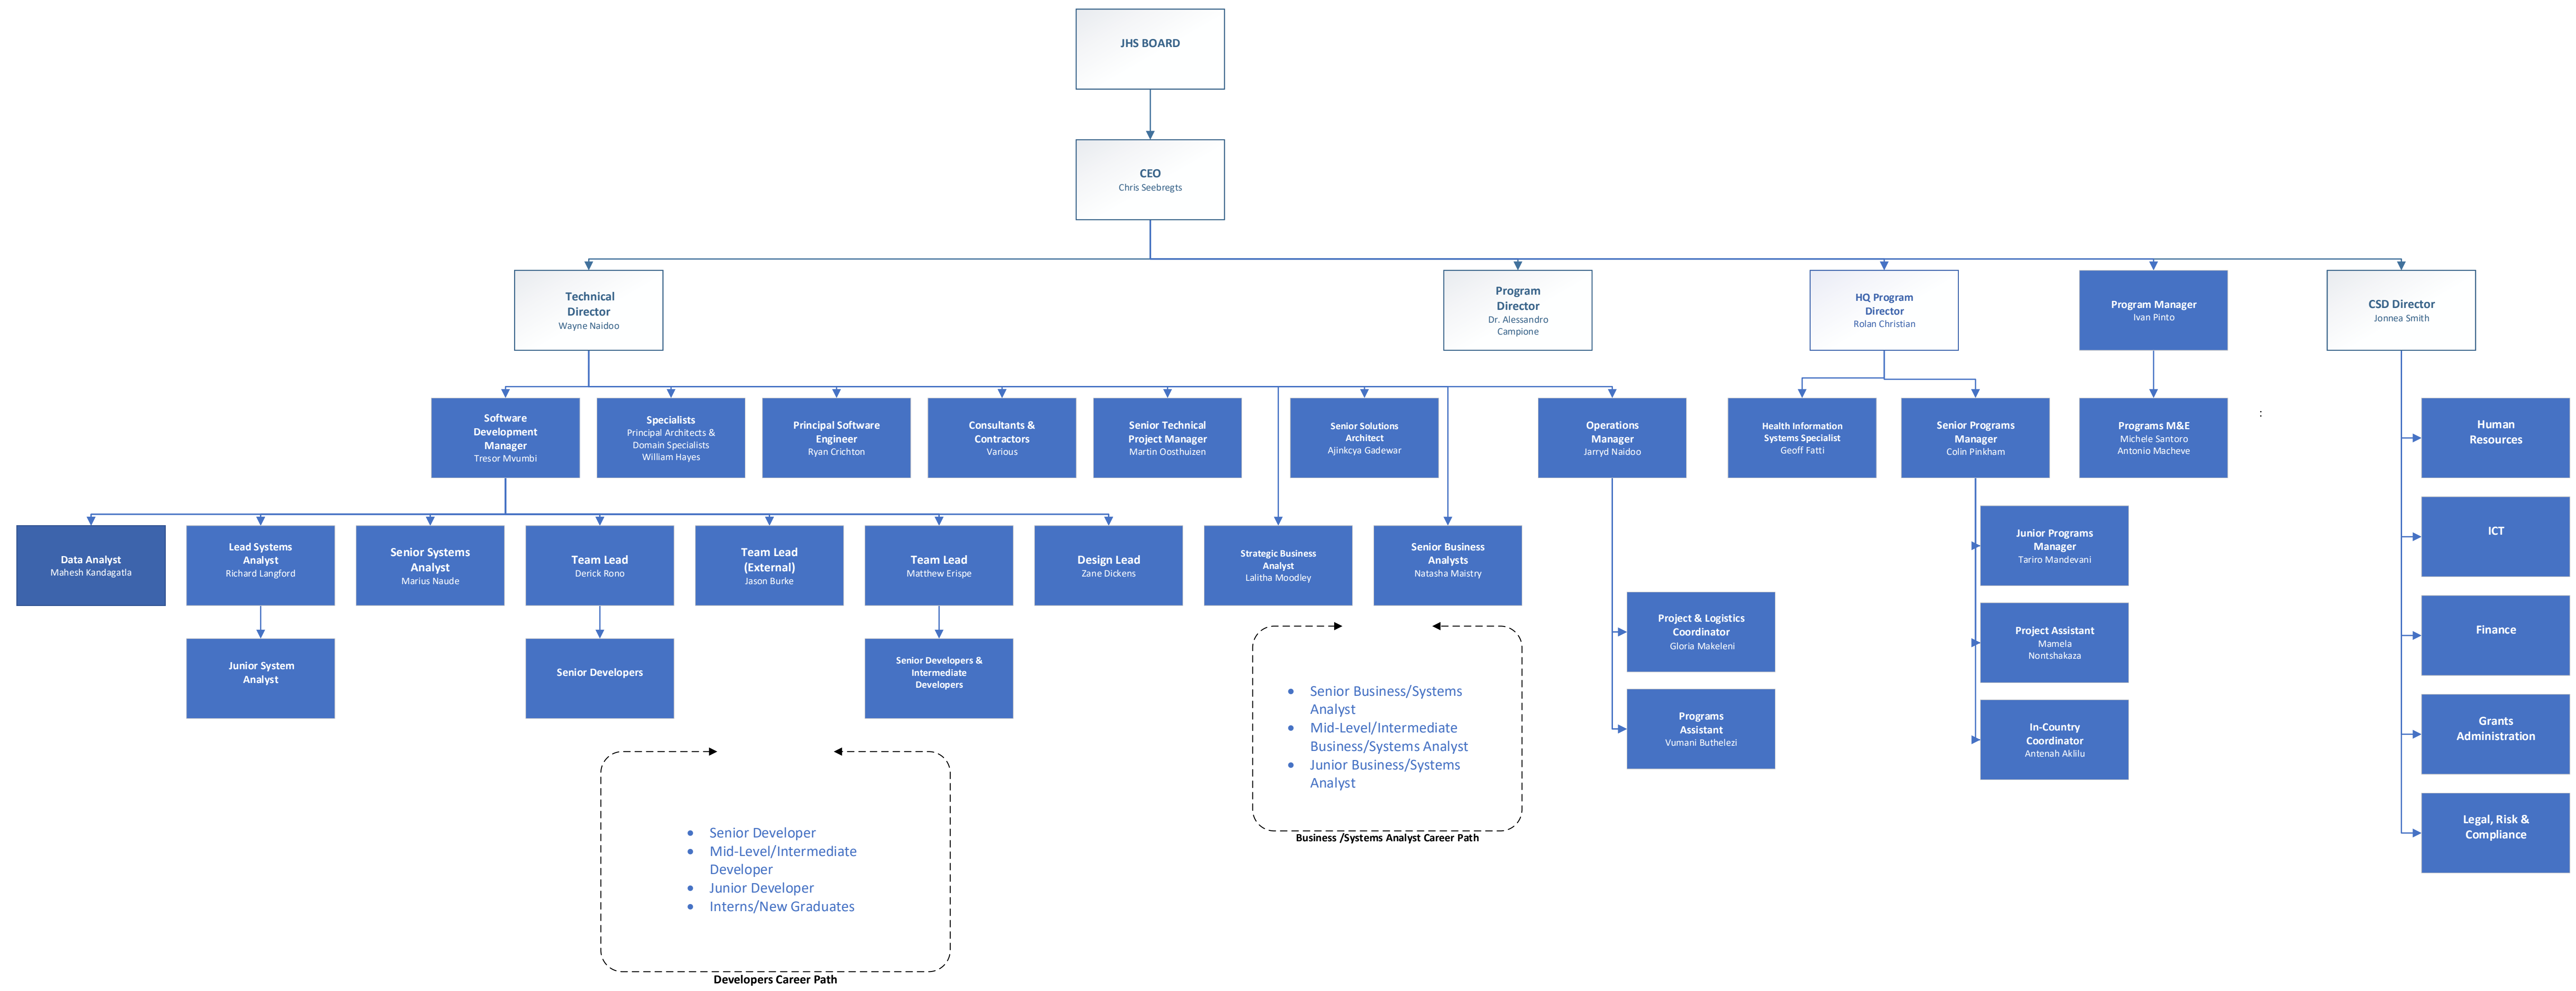 JHS BOARD
CEO
Chris Seebregts
Technical
Director
Wayne Naidoo
Program
Director
Dr. Alessandro
Campione
HQ Program
Director
Rolan Christian
Program Manager
Ivan Pinto
CSD Director
Jonnea Smith
Software
Development
Manager
Tresor Mvumbi
Specialists
Principal Architects &
Domain Specialists
William Hayes
Principal Software
Engineer
Ryan Crichton
Consultants &
Contractors
Various
Senior Technical
Project Manager
Martin Oosthuizen
Senior Solutions
Architect
Ajinkcya Gadewar
Operations
Manager
Jarryd Naidoo
Health Information
Systems Specialist
Geoff Fatti
Senior Programs
Manager
Colin Pinkham
Programs M&E
Michele Santoro
Antonio Macheve
:
Human
Resources
Data Analyst
Mahesh Kandagatla
Lead Systems
Analyst
Richard Langford
Senior Systems
Analyst
Marius Naude
Team Lead
Derick Rono
Team Lead
(External)
Jason Burke
Team Lead
Matthew Erispe
Design Lead
Zane Dickens
Strategic Business
Analyst
Lalitha Moodley
Senior Business
Analysts
Natasha Maistry
Junior Programs
Manager
Tariro Mandevani
ICT
Project & Logistics
Coordinator
Gloria Makeleni
Project Assistant
Mamela
Nontshakaza
Finance
Junior System
Analyst
Senior Developers
Senior Developers &
Intermediate
Developers
Programs
Assistant
Vumani Buthelezi
In-Country
Coordinator
Antenah Aklilu
Grants
Administration
Legal, Risk &
Compliance
• Senior Business/Systems
Analyst
• Mid-Level/Intermediate
Business/Systems Analyst
• Junior Business/Systems
Analyst
Business /Systems Analyst Career Path
• Senior Developer
• Mid-Level/Intermediate
Developer
• Junior Developer
• Interns/New Graduates
Developers Career Path